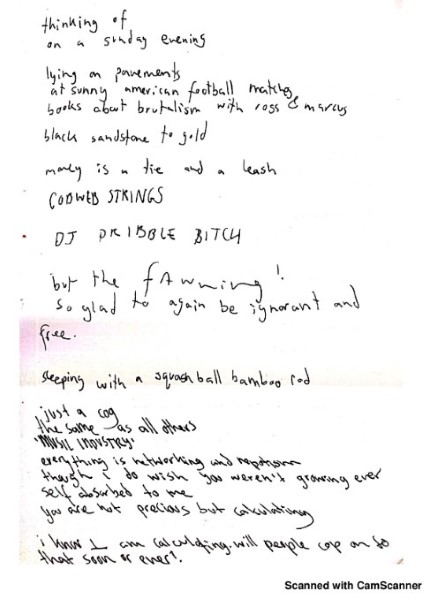 thinking of
on a sunday evening
lying on pavements
at sunny american football matches
books about brutalism with ross & marcus
black sandstone to gold
money is a tie and a leash
COBWEB STRINGS
DJ DRIBBLE BITCH
but the fAwning!
so glad to again be ignorant and
free.
sleeping with a squash ball bamboo rod
just a cog
the same as all others
"MUSIC INDUSTRY"
everything is networking and nepotism
though i do wish you weren't growing ever
self absorbed to me
you are not precious but calculating
i know I am calculating. will people cop on to
that soon or ever?
Scanned with CamScanner